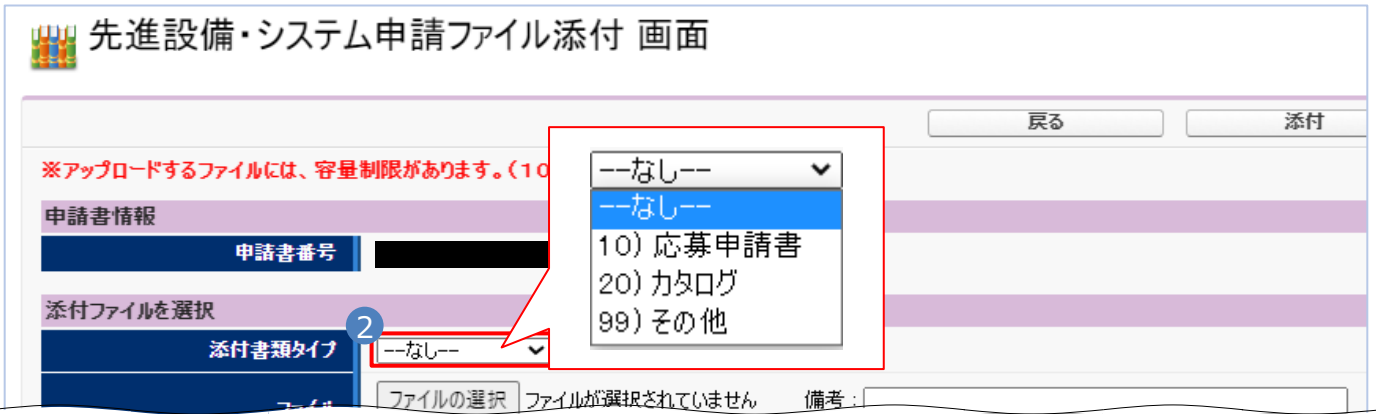 先進設備・システム申請ファイル添付 画面
戻る 添付
※アップロードするファイルには、容量制限があります。（１０
申請書情報
申請書番号
添付ファイルを選択
2
添付書類タイプ --なし--
--なし--
--なし--
10) 応募申請書
20) カタログ
99) その他
ファイル ファイルの選択 ファイルが選択されていません 備考：